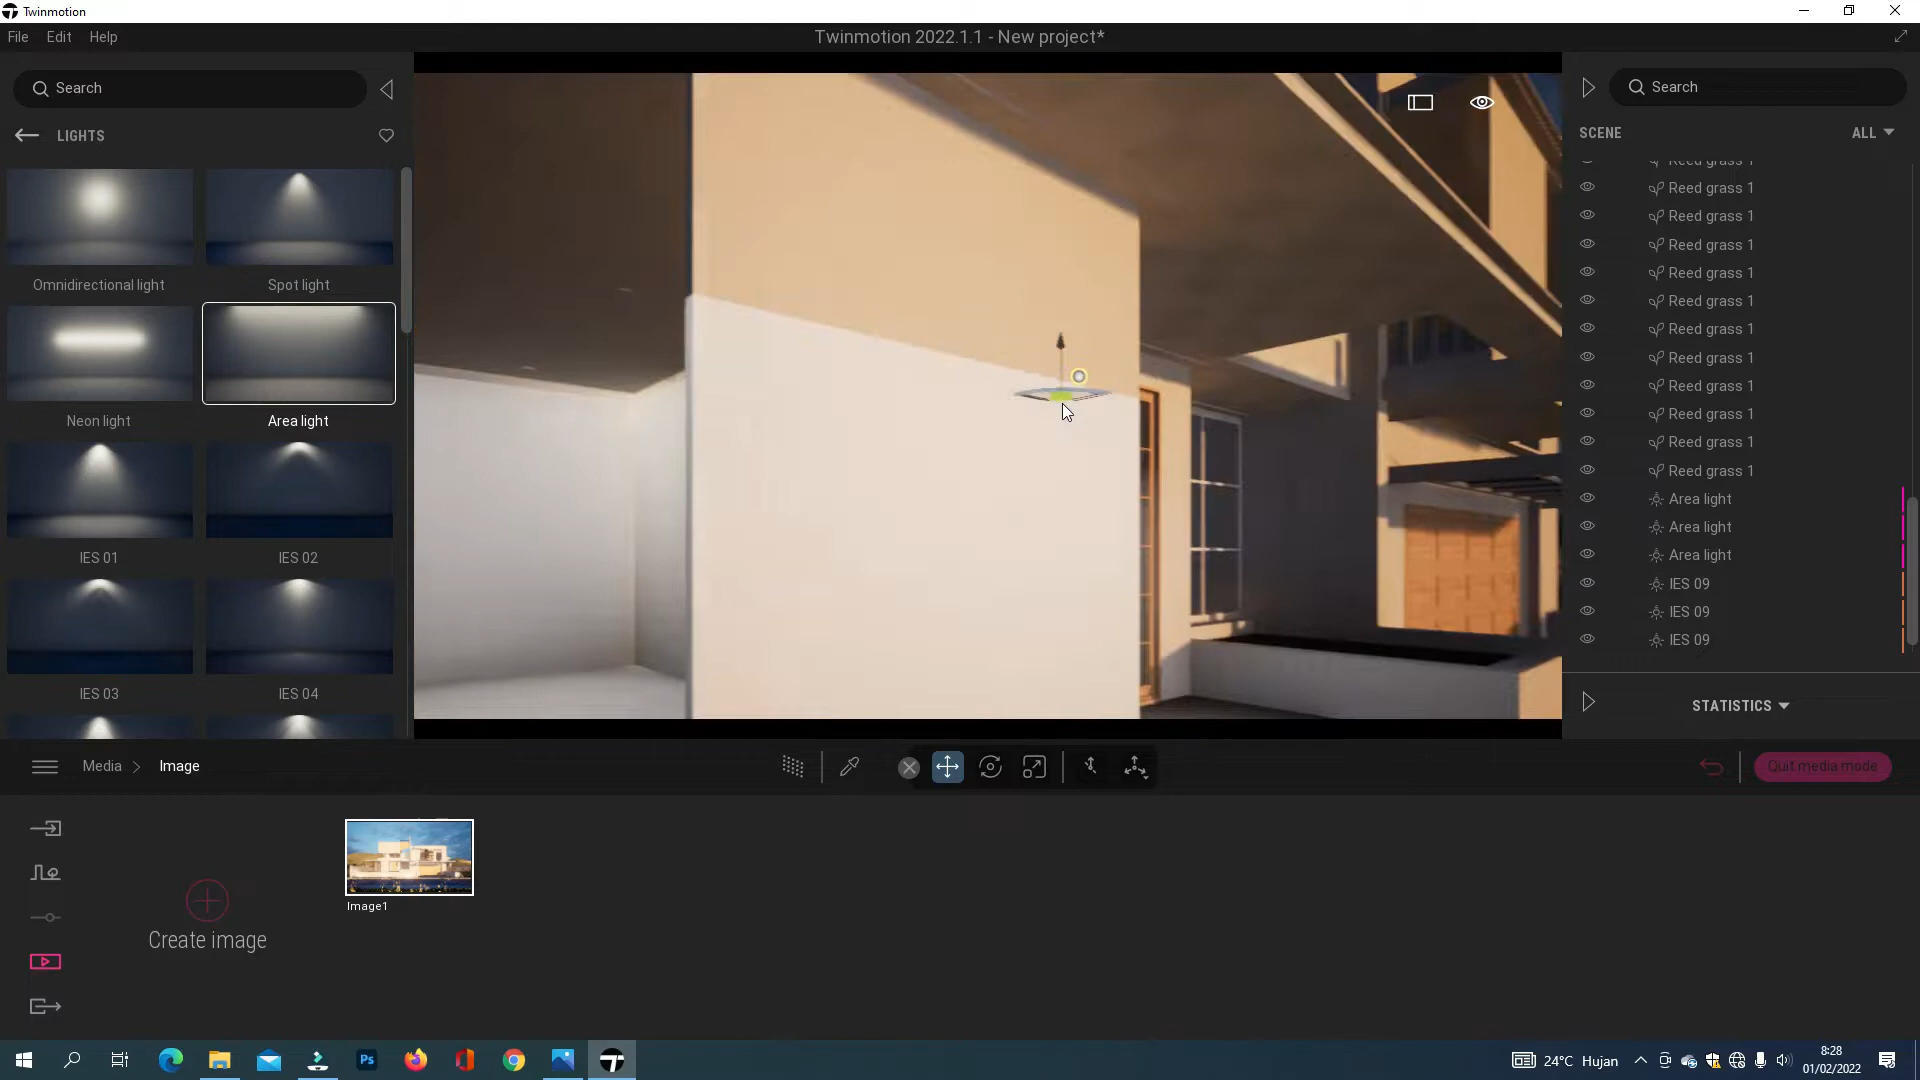 Twinmotion
File Edit Help
Twinmotion 2022.1.1 - New project*
Search
LIGHTS
Omnidirectional light
Spot light
Neon light
Area light
IES 01
IES 02
IES 03
IES 04
Search
SCENE
ALL
Reed grass 1
Reed grass 1
Reed grass 1
Reed grass 1
Reed grass 1
Reed grass 1
Reed grass 1
Reed grass 1
Reed grass 1
Reed grass 1
Reed grass 1
Reed grass 1
Area light
Area light
Area light
IES 09
IES 09
IES 09
STATISTICS
Media > Image
Quit media mode
Create image
Image1
Ps
24°C Hujan
8:28
01/02/2022